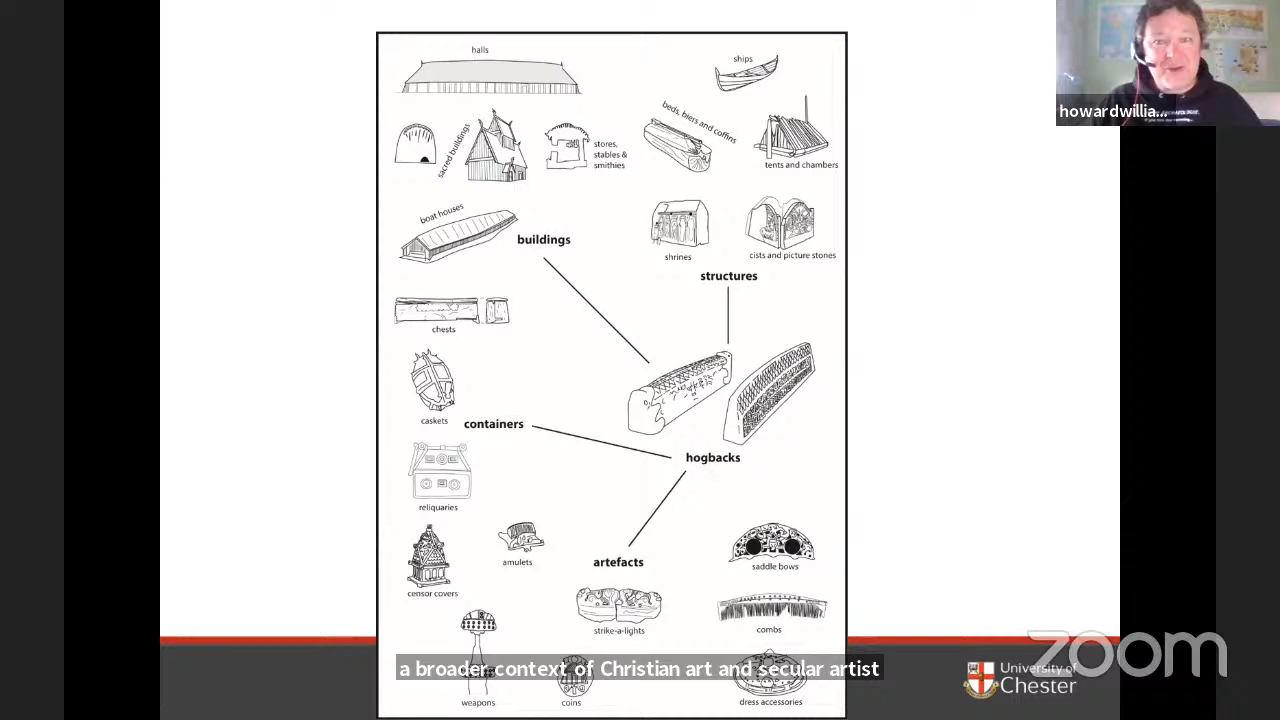 halls
ships
howardwillia...
beds, biers and coffins
sacred buildings
stores,
stables &
smithies
tents and chambers
boat houses
buildings
shrines
cists and picture stones
structures
chests
caskets
containers
hogbacks
reliquaries
amulets
artefacts
saddle bows
censor covers
strike-a-lights
combs
a broader context of Christian art and secular artist
weapons
coins
dress accessories
zoom
University of
Chester